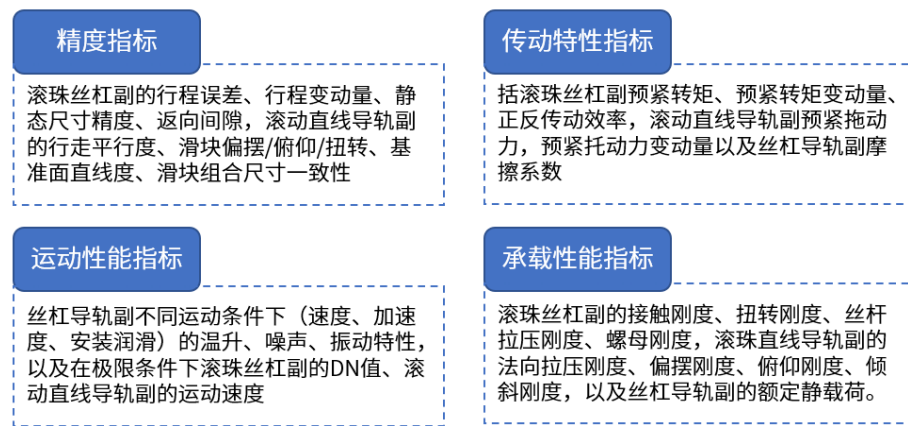 精度指标
滚珠丝杠副的行程误差、行程变动量、静
态尺寸精度、返向间隙，滚动直线导轨副
的行走平行度、滑块偏摆/俯仰/扭转、基
准面直线度、滑块组合尺寸一致性
传动特性指标
括滚珠丝杠副预紧转矩、预紧转矩变动量、
正反传动效率，滚动直线导轨副预紧拖动
力，预紧托动力变动量以及丝杠导轨副摩
擦系数
运动性能指标
丝杠导轨副不同运动条件下（速度、加速
度、安装润滑）的温升、噪声、振动特性，
以及在极限条件下滚珠丝杠副的DN值、滚
动直线导轨副的运动速度
承载性能指标
滚珠丝杠副的接触刚度、扭转刚度、丝杆
拉压刚度、螺母刚度，滚珠直线导轨副的
法向拉压刚度、偏摆刚度、俯仰刚度、倾
斜刚度，以及丝杠导轨副的额定静载荷。